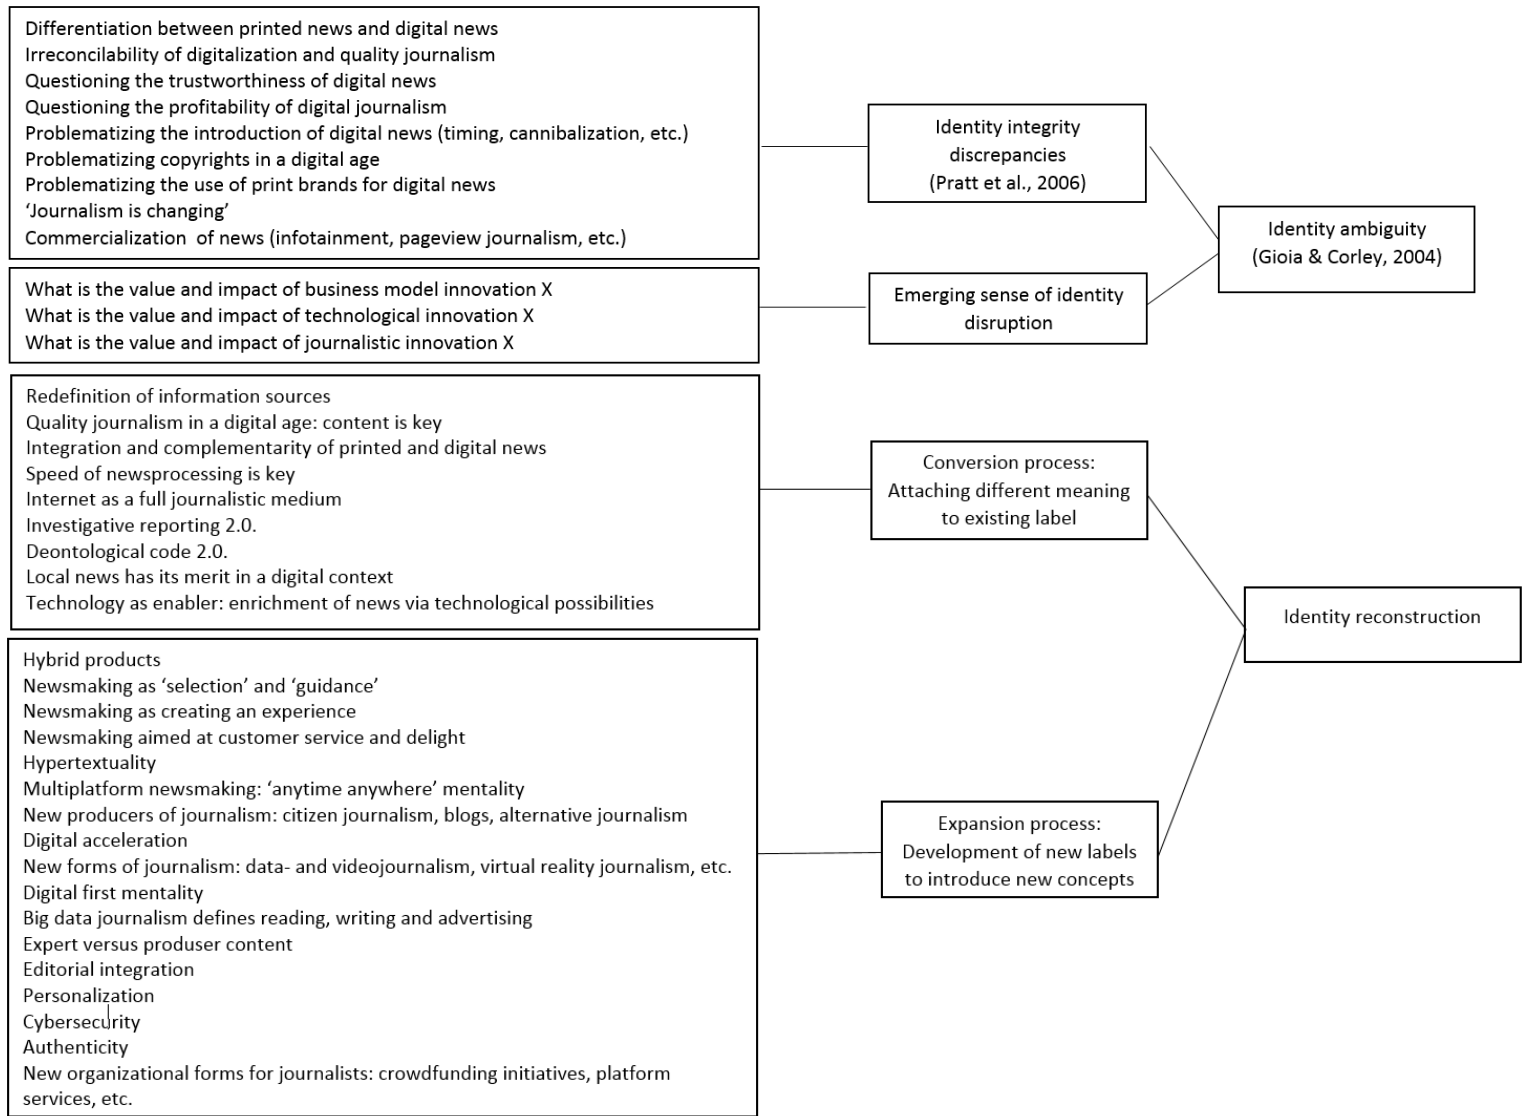 Differentiation between printed news and digital news
Irreconcilability of digitalization and quality journalism
Questioning the trustworthiness of digital news
Questioning the profitability of digital journalism
Problematizing the introduction of digital news (timing, cannibalization, etc.)
Problematizing copyrights in a digital age
Problematizing the use of print brands for digital news
‘Journalism is changing’
Commercialization  of news (infotainment, pageview journalism, etc.)
Identity integrity
discrepancies
(Pratt et al., 2006)
Identity ambiguity
(Gioia & Corley, 2004)
What is the value and impact of business model innovation X
What is the value and impact of technological innovation X
What is the value and impact of journalistic innovation X
Emerging sense of identity
disruption
Redefinition of information sources
Quality journalism in a digital age: content is key
Integration and complementarity of printed and digital news
Speed of newsprocessing is key
Internet as a full journalistic medium
Investigative reporting 2.0.
Deontological code 2.0.
Local news has its merit in a digital context
Technology as enabler: enrichment of news via technological possibilities
Conversion process:
Attaching different meaning
to existing label
Identity reconstruction
Hybrid products
Newsmaking as ‘selection’ and ‘guidance’
Newsmaking as creating an experience
Newsmaking aimed at customer service and delight
Hypertextuality
Multiplatform newsmaking: ‘anytime anywhere’ mentality
New producers of journalism: citizen journalism, blogs, alternative journalism
Digital acceleration
New forms of journalism: data- and videojournalism, virtual reality journalism, etc.
Digital first mentality
Big data journalism defines reading, writing and advertising
Expert versus produser content
Editorial integration
Personalization
Cybersecurity
Authenticity
New organizational forms for journalists: crowdfunding initiatives, platform
services, etc.
Expansion process:
Development of new labels
to introduce new concepts